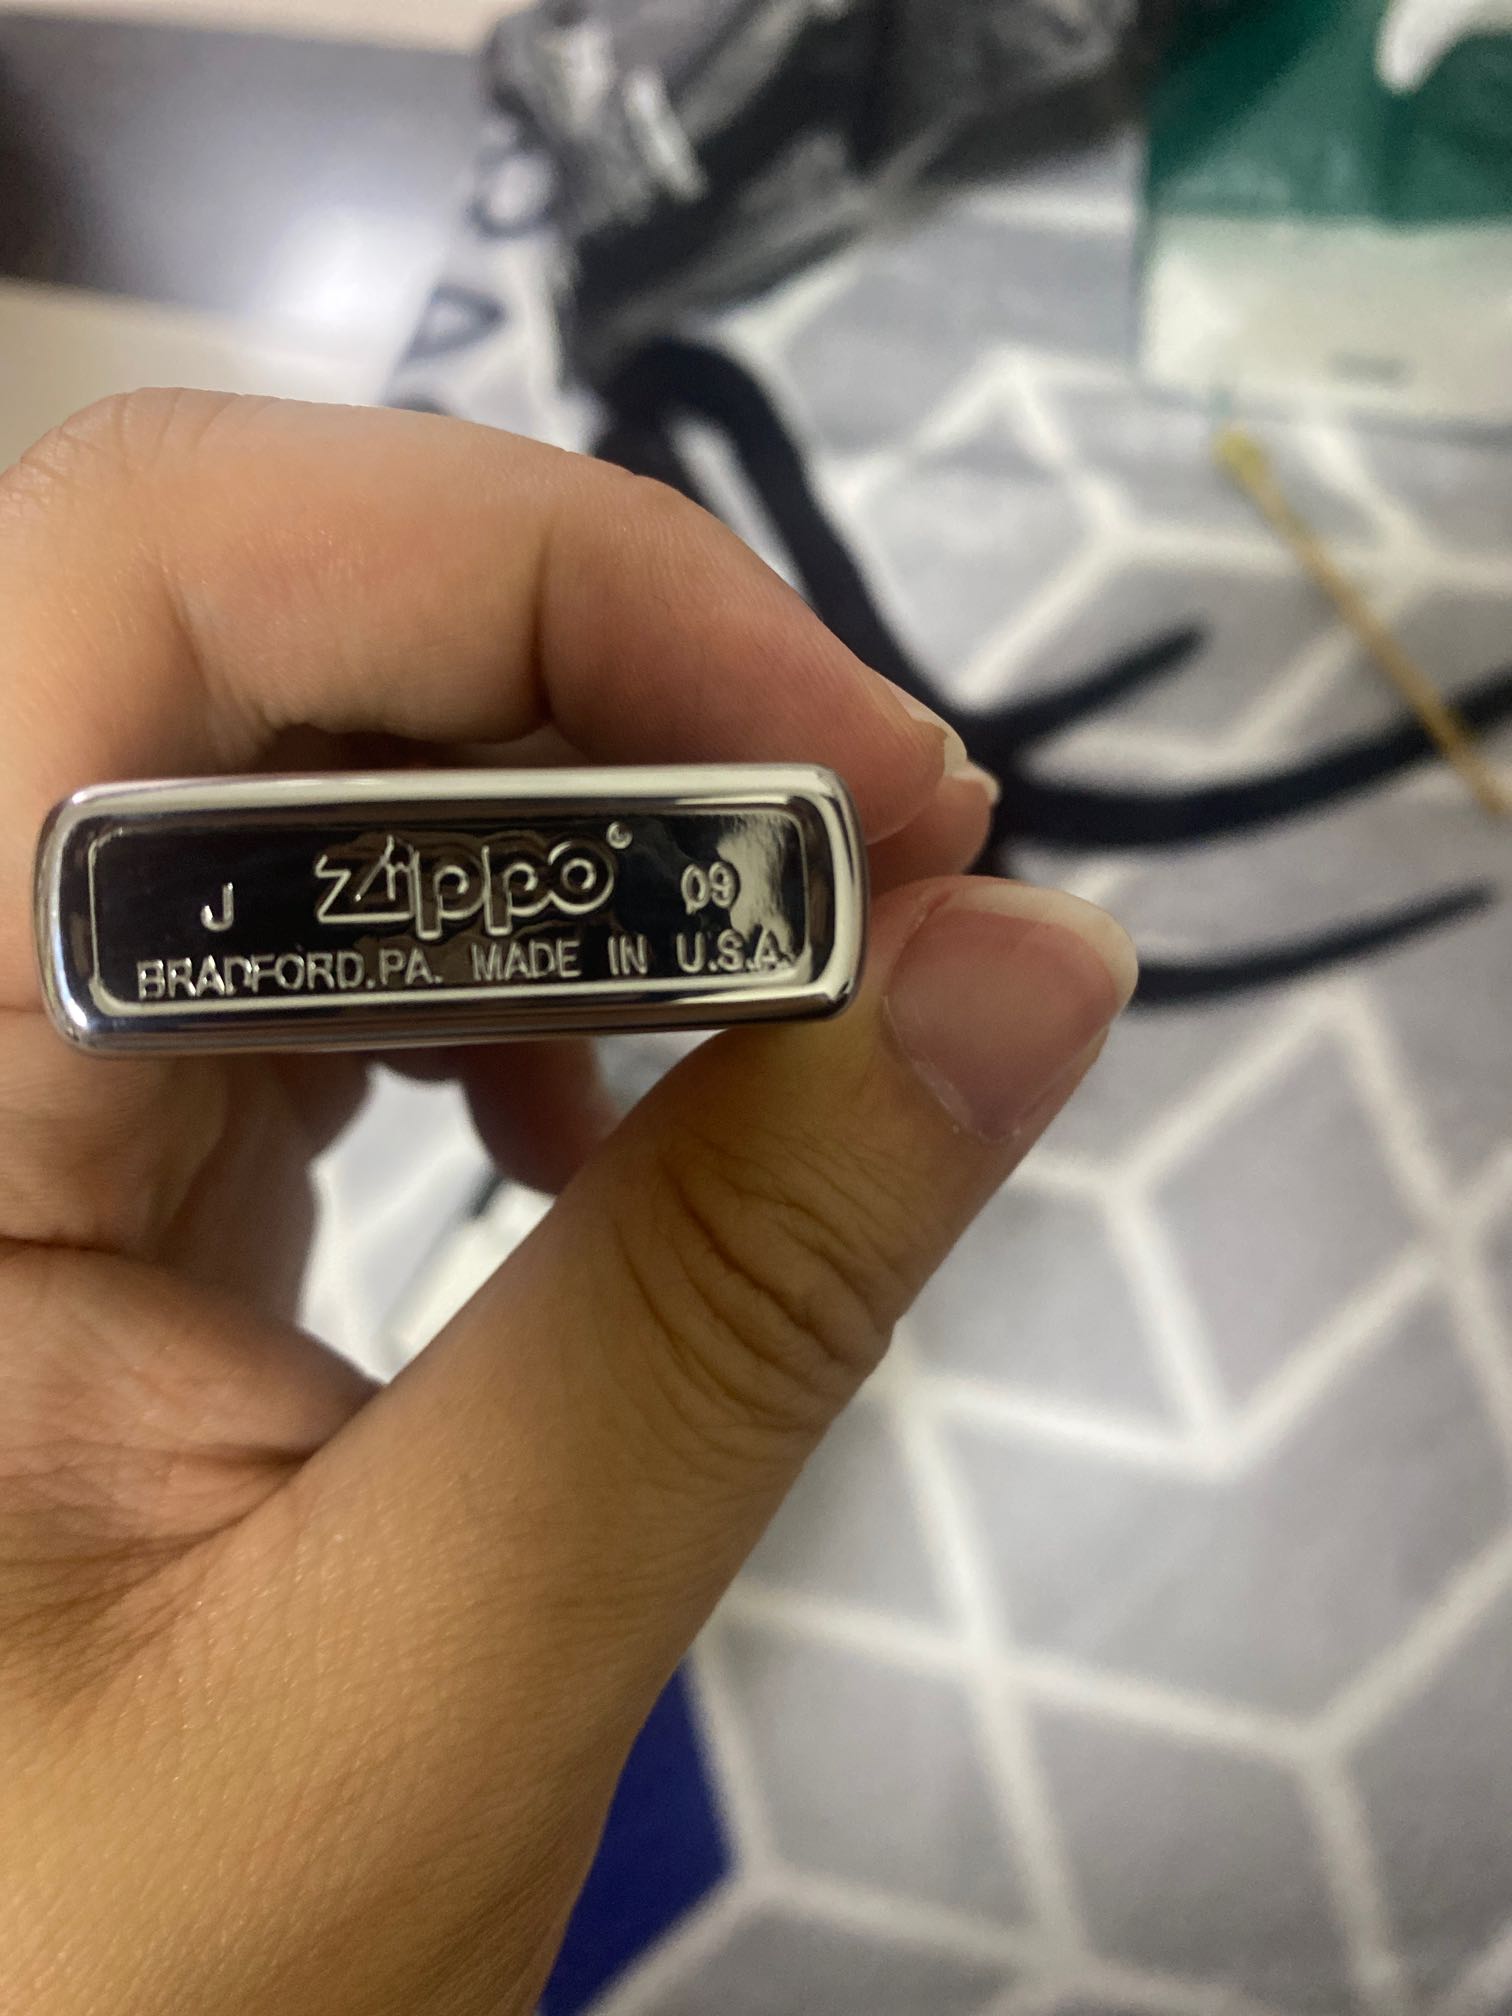 J Zippo® 09
BRADFORD,PA. MADE IN U.S.A.